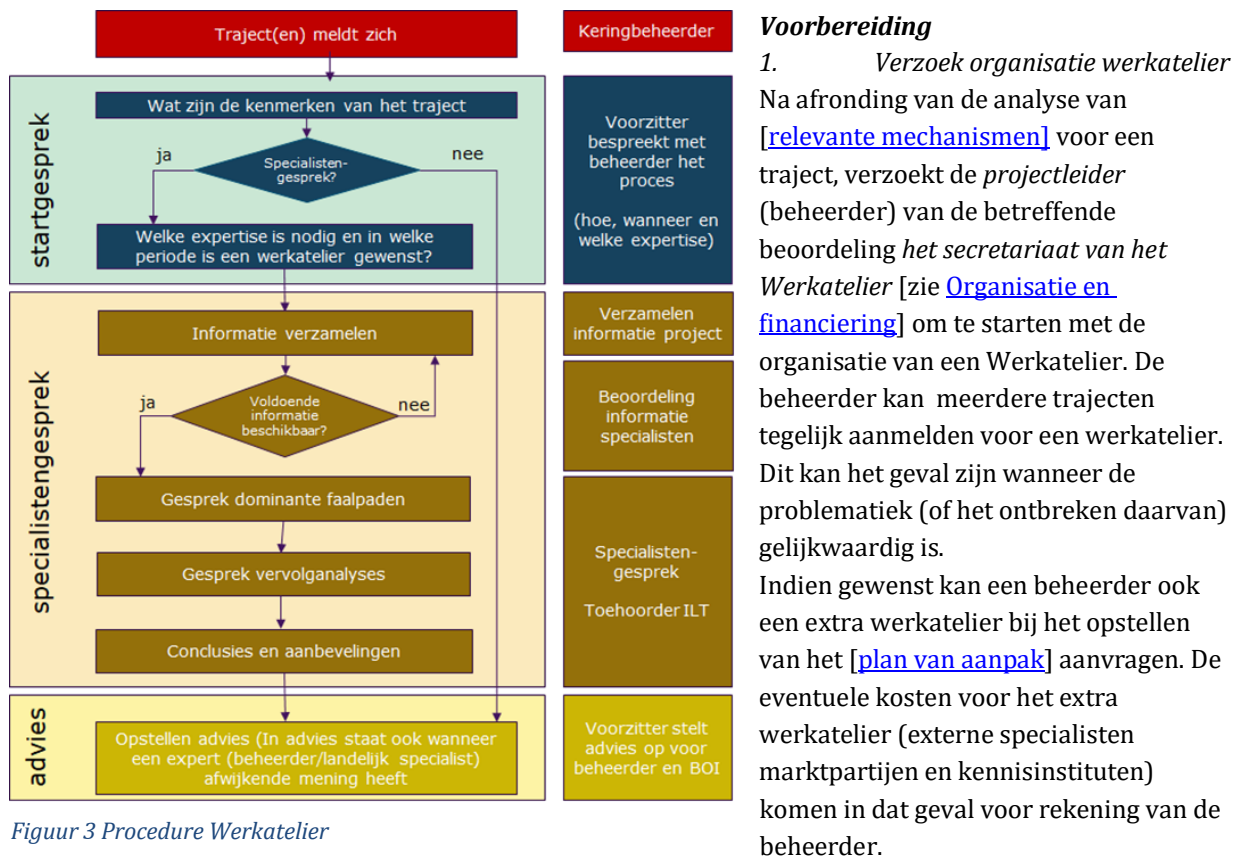 Traject(en) meldt zich
Keringbeheerder
startgesprek
Wat zijn de kenmerken van het traject
ja
Specialisten-
gesprek?
nee
Welke expertise is nodig en in welke
periode is een werkatelier gewenst?
Voorzitter
bespreekt met
beheerder het
proces
(hoe, wanneer en
welke expertise)
specialistengesprek
Informatie verzamelen
Verzamelen
informatie project
ja
Voldoende
informatie
beschikbaar?
nee
Beoordeling
informatie
specialisten
Gesprek dominante faalpaden
Gesprek vervolganalyses
Conclusies en aanbevelingen
Specialisten-
gesprek
Toehoorder ILT
advies
Opstellen advies (In advies staat ook wanneer
een expert (beheerder/landelijk specialist)
afwijkende mening heeft
Voorzitter stelt
advies op voor
beheerder en BOI
Figuur 3 Procedure Werkatelier
Voorbereiding
1. Verzoek organisatie werkatelier
Na afronding van de analyse van
[relevante mechanismen] voor een
traject, verzoekt de projectleider
(beheerder) van de betreffende
beoordeling het secretariaat van het
Werkatelier [zie Organisatie en
financiering] om te starten met de
organisatie van een Werkatelier. De
beheerder kan meerdere trajecten
tegelijk aanmelden voor een werkatelier.
Dit kan het geval zijn wanneer de
problematiek (of het ontbreken daarvan)
gelijkwaardig is.
Indien gewenst kan een beheerder ook
een extra werkatelier bij het opstellen
van het [plan van aanpak] aanvragen. De
eventuele kosten voor het extra
werkatelier (externe specialisten
marktpartijen en kennisinstituten)
komen in dat geval voor rekening van de
beheerder.